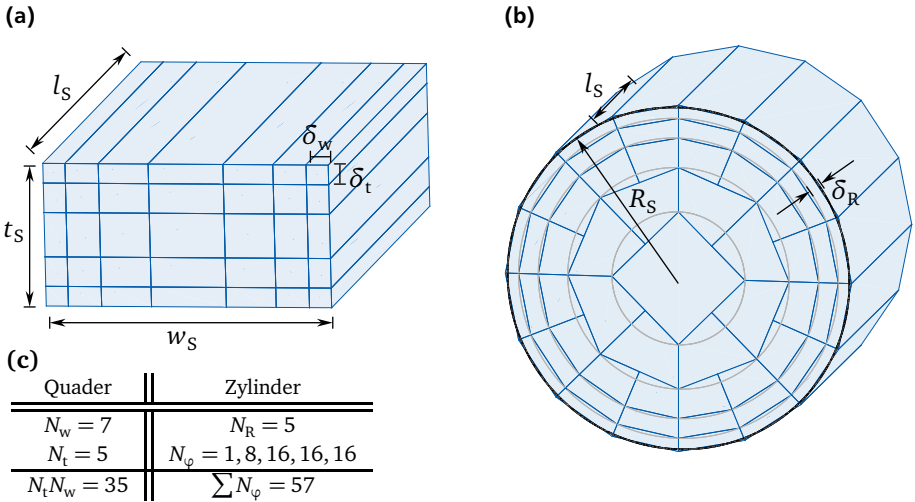 (a)
l_S
δ_w
δ_t
t_S
w_S
(b)
l_S
R_S
δ_R
(c)
Quader Zylinder
N_w = 7 N_R = 5
N_t = 5 N_φ = 1, 8, 16, 16, 16
N_t N_w = 35 ∑ N_φ = 57